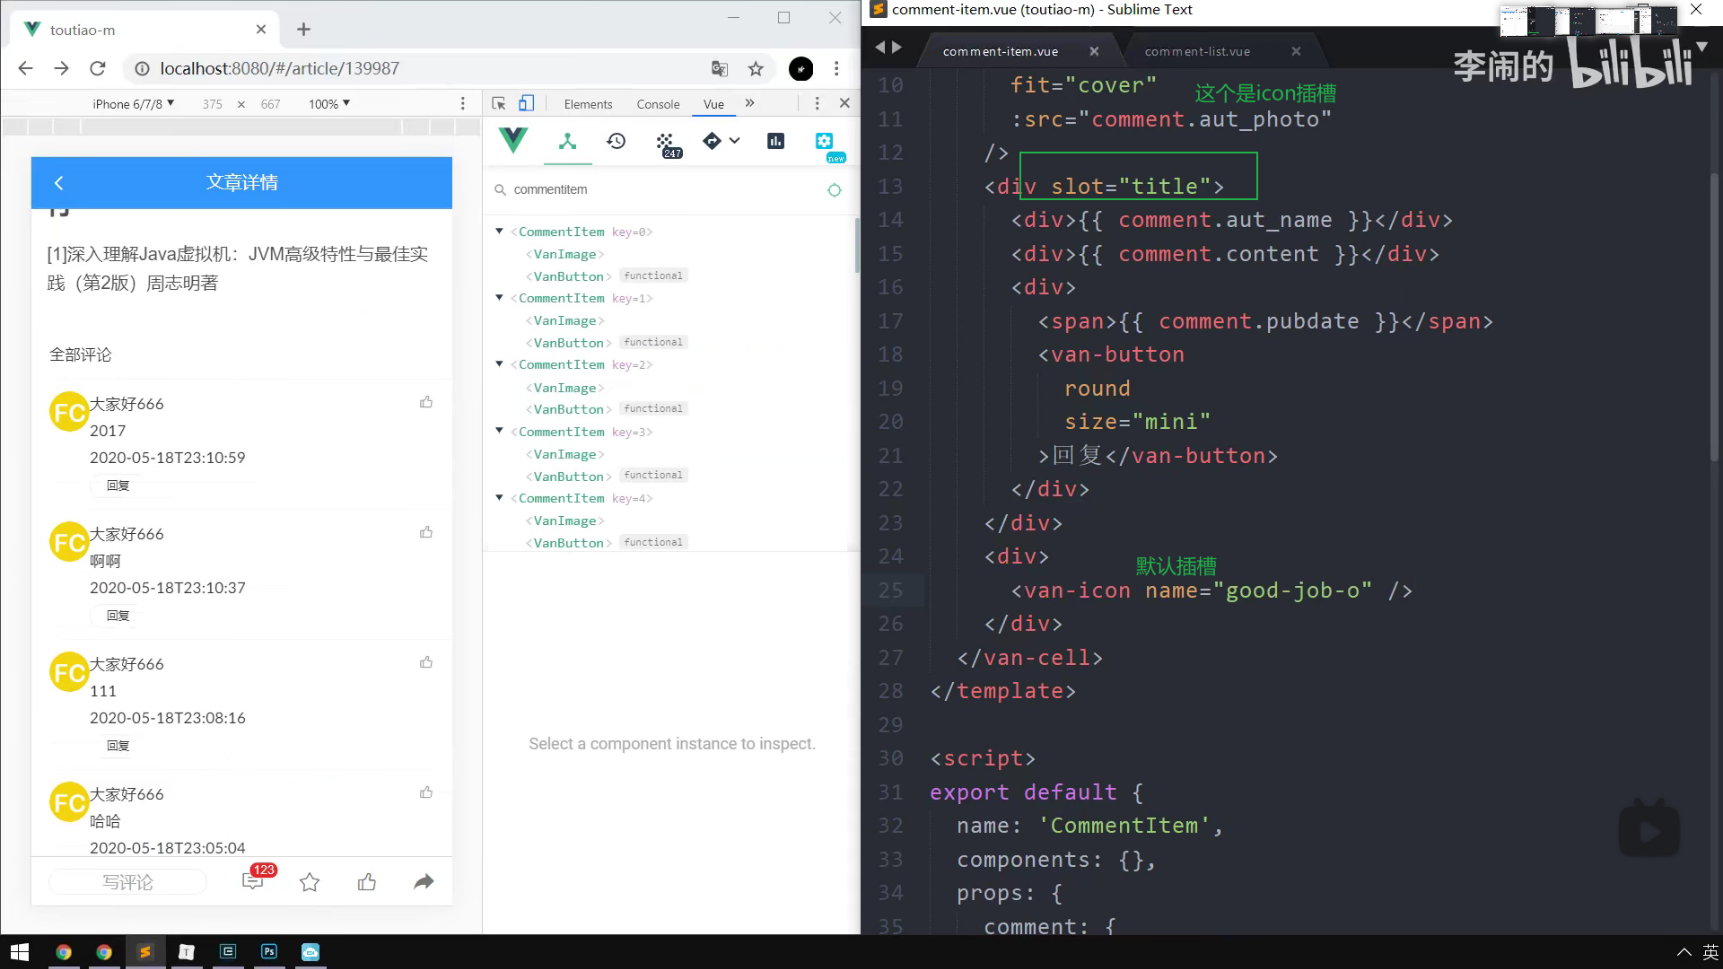 toutiao-m
localhost:8080/#/article/139987
iPhone 6/7/8 ▼ 375 × 667 100% ▼
Elements Console Vue »
247
new
commentitem
文章详情
[1]深入理解Java虚拟机：JVM高级特性与最佳实
践（第2版）周志明著
全部评论
FC
大家好666
2017
2020-05-18T23:10:59
回复
FC
大家好666
啊啊
2020-05-18T23:10:37
回复
FC
大家好666
111
2020-05-18T23:08:16
回复
FC
大家好666
哈哈
2020-05-18T23:05:04
写评论
123
<CommentItem key=0>
<VanImage>
<VanButton> functional
<CommentItem key=1>
<VanImage>
<VanButton> functional
<CommentItem key=2>
<VanImage>
<VanButton> functional
<CommentItem key=3>
<VanImage>
<VanButton> functional
<CommentItem key=4>
<VanImage>
<VanButton> functional
Select a component instance to inspect.
comment-item.vue (toutiao-m) - Sublime Text
comment-item.vue
comment-list.vue
李闹的 bilibili
10 fit="cover"
这个是icon插槽
11 :src="comment.aut_photo"
12 />
13 <div slot="title">
14 <div>{{ comment.aut_name }}</div>
15 <div>{{ comment.content }}</div>
16 <div>
17 <span>{{ comment.pubdate }}</span>
18 <van-button
19 round
20 size="mini"
21 >回复</van-button>
22 </div>
23 </div>
24 <div>
默认插槽
25 <van-icon name="good-job-o" />
26 </div>
27 </van-cell>
28 </template>
29
30 <script>
31 export default {
32 name: 'CommentItem',
33 components: {},
34 props: {
35 comment: {
英